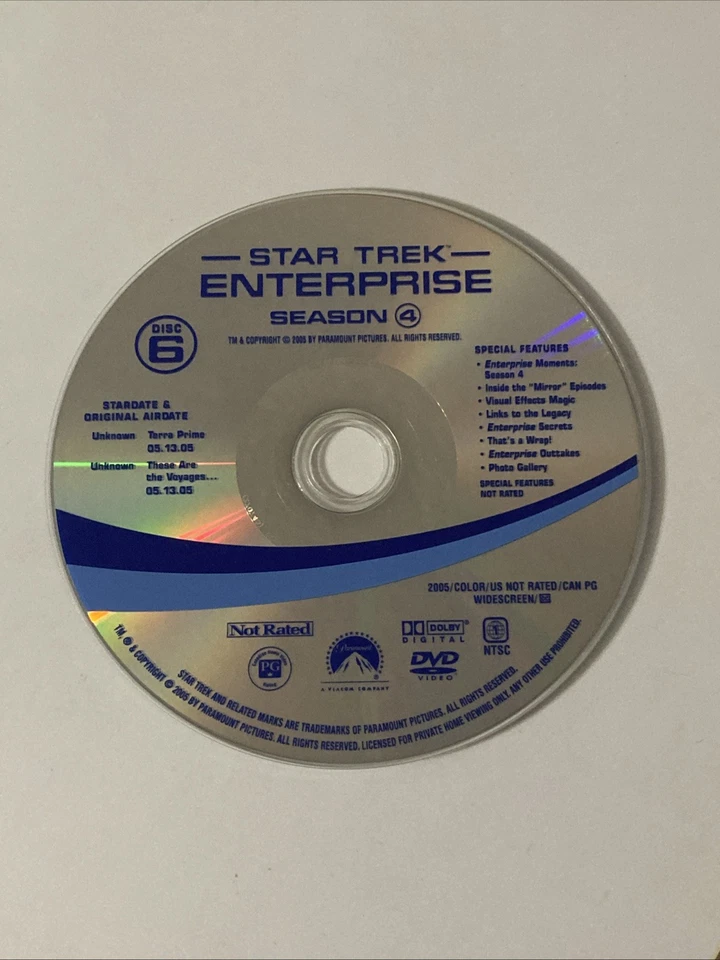 STAR TREK™
ENTERPRISE
SEASON 4
TM & COPYRIGHT © 2005 BY PARAMOUNT PICTURES. ALL RIGHTS RESERVED.
DISC
6
STARDATE &
ORIGINAL AIRDATE
Unknown Terra Prime
05.13.05
Unknown These Are
the Voyages...
05.13.05
SPECIAL FEATURES
• Enterprise Moments:
Season 4
• Inside the "Mirror" Episodes
• Visual Effects Magic
• Links to the Legacy
• Enterprise Secrets
• That's a Wrap!
• Enterprise Outtakes
• Photo Gallery
SPECIAL FEATURES
NOT RATED
2005/COLOR/US NOT RATED/CAN PG
WIDESCREEN/
Not Rated
PG
Paramount
®
A VIACOM COMPANY
DOLBY
DIGITAL
DVD
VIDEO
NTSC
STAR TREK AND RELATED MARKS ARE TRADEMARKS OF PARAMOUNT PICTURES. ALL RIGHTS RESERVED.
TM, ® & COPYRIGHT © 2005 BY PARAMOUNT PICTURES. ALL RIGHTS RESERVED. LICENSED FOR PRIVATE HOME VIEWING ONLY. ANY OTHER USE PROHIBITED.